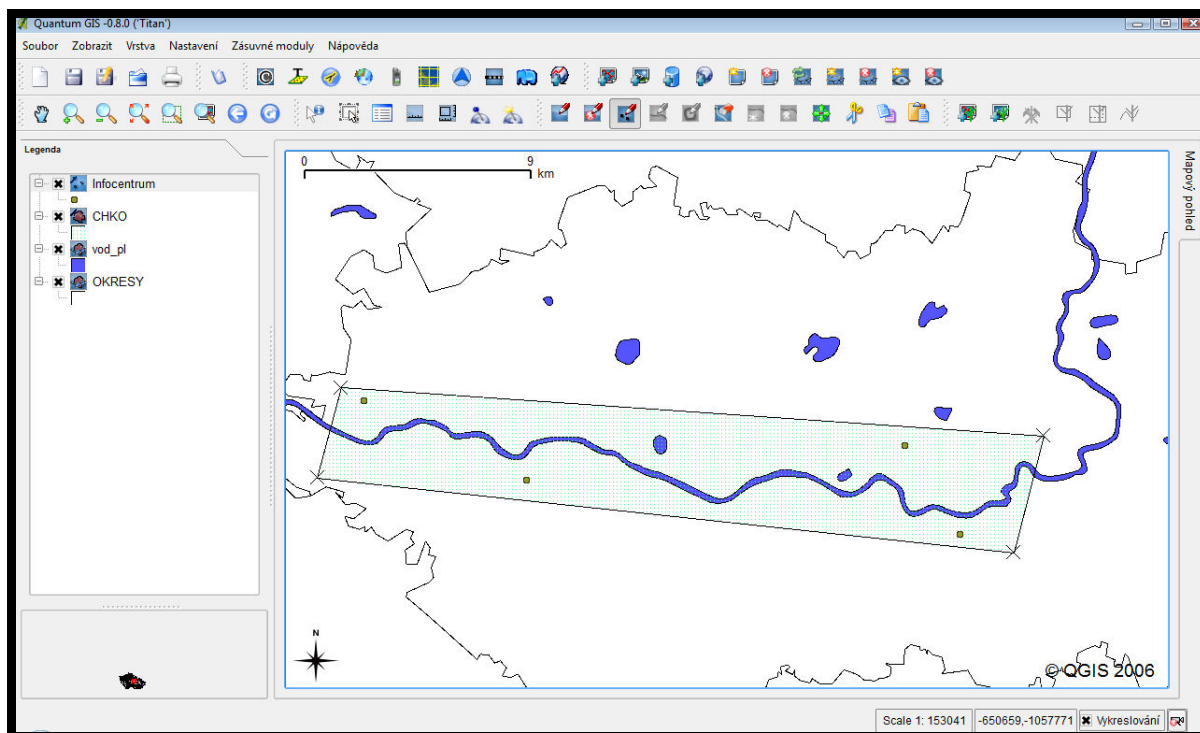 Quantum GIS -0.8.0 ('Titan')
Soubor Zobrazit Vrstva Nastavení Zásuvné moduly Nápověda
Legenda
Infocentrum
CHKO
vod_pl
OKRESY
0 9
km
N
© QGIS 2006
Mapový pohled
Scale 1: 153041 -650659,-1057771 Vykreslování